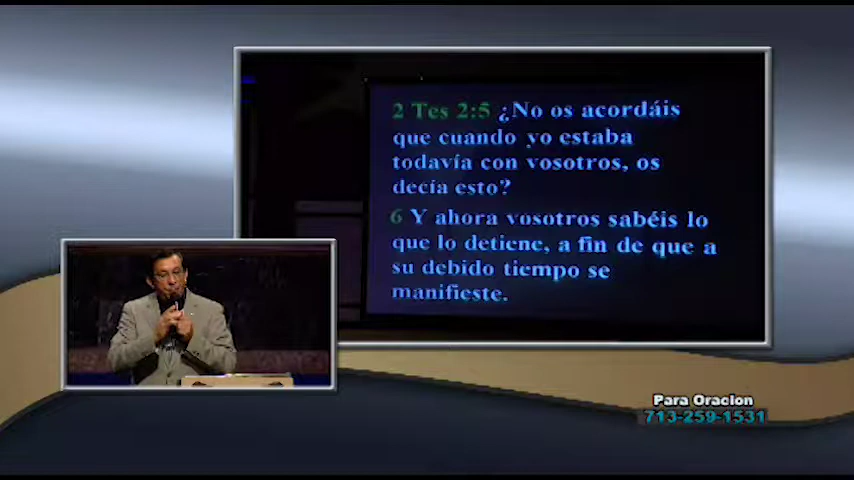 2 Tes 2:5 ¿No os acordáis
que cuando yo estaba
todavía con vosotros, os
decía esto?
6 Y ahora vosotros sabéis lo
que lo detiene, a fin de que a
su debido tiempo se
manifieste.
Para Oracion
713-259-1531